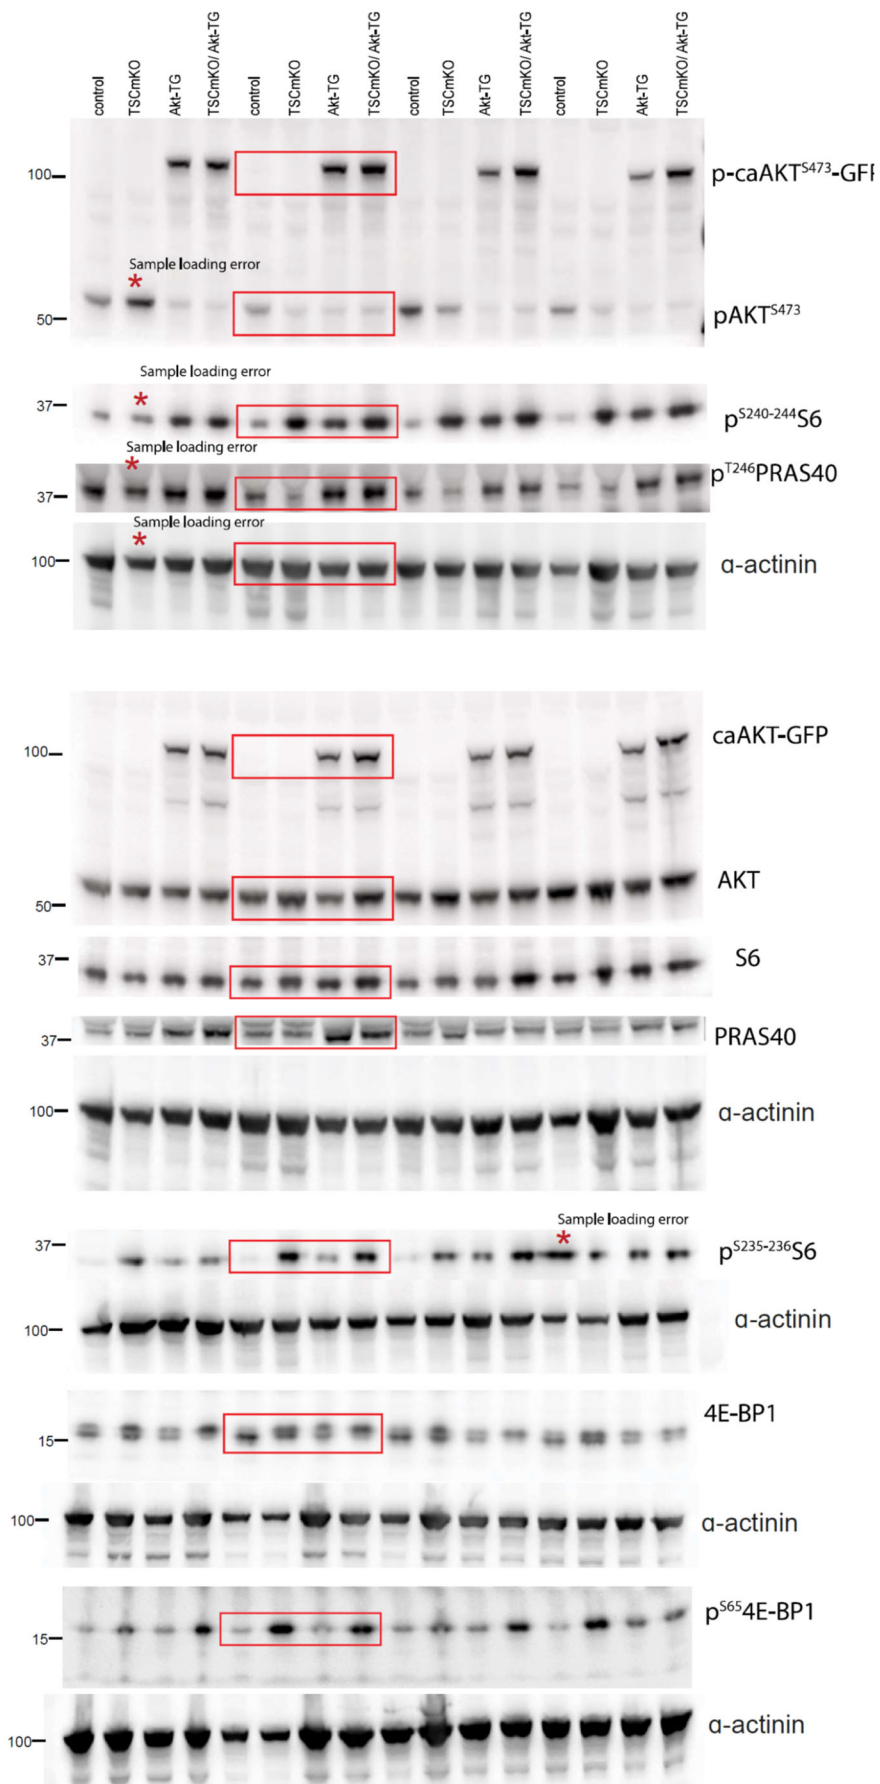 control TSCmKO Akt-TG TSCmKO/ Akt-TG control TSCmKO Akt-TG TSCmKO/ Akt-TG control TSCmKO Akt-TG TSCmKO/ Akt-TG control TSCmKO Akt-TG TSCmKO/ Akt-TG
100 p-caAKTS473-GFP
Sample loading error
*
50 pAKTS473
Sample loading error
*
37 pS240-244S6
Sample loading error
*
37 pT246PRAS40
Sample loading error
*
100 α-actinin
100 caAKT-GFP
50 AKT
37 S6
37 PRAS40
100 α-actinin
Sample loading error
*
37 pS235-236S6
100 α-actinin
15 4E-BP1
100 α-actinin
15 pS654E-BP1
100 α-actinin